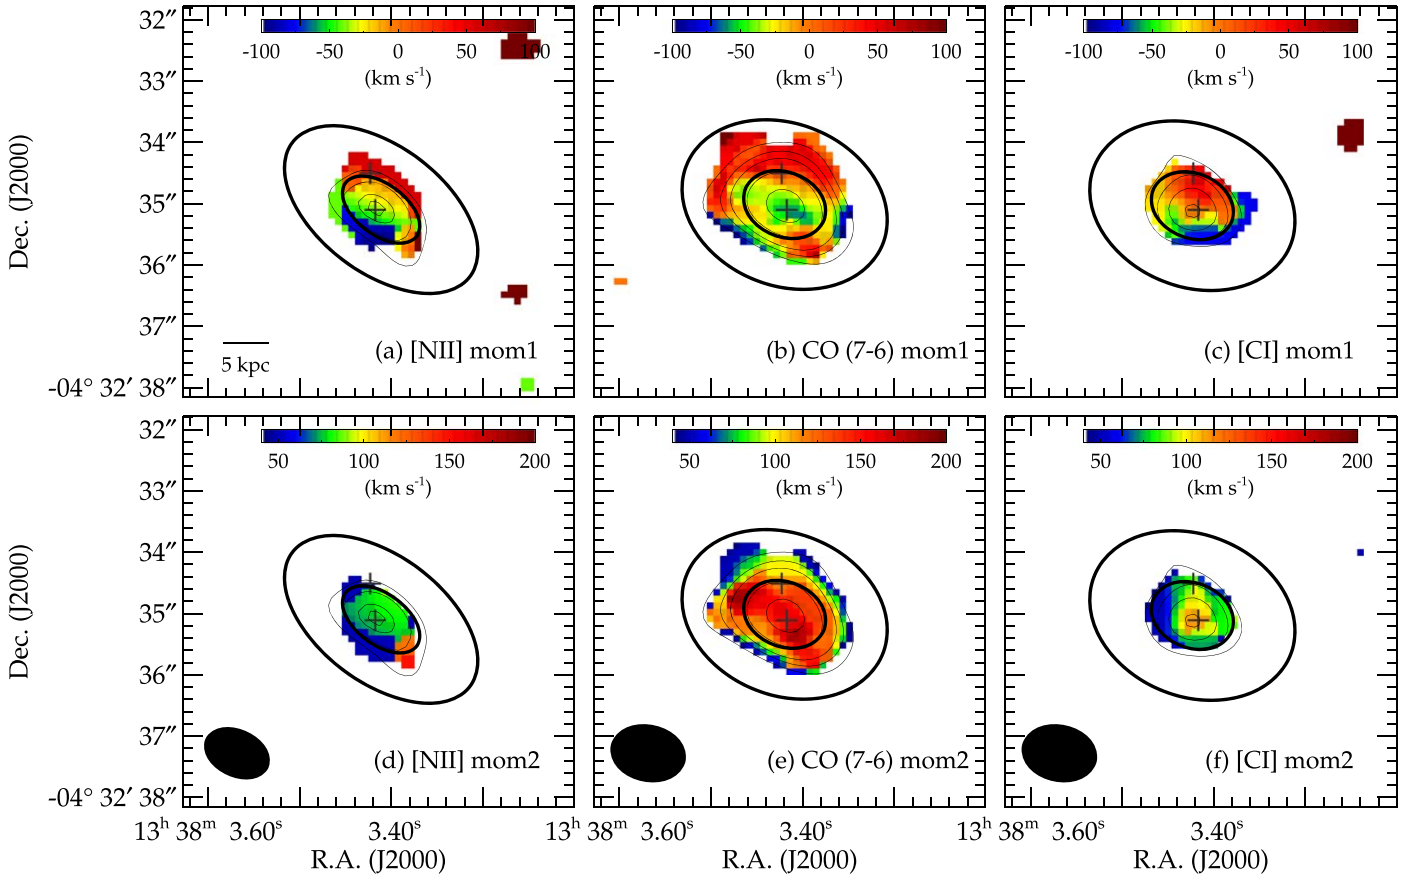 32″ 33″ 34″ 35″ 36″ 37″ -04° 32′ 38″
Dec. (J2000)
-100 -50 0 50 100
(km s⁻¹)
5 kpc
(a) [NII] mom1
-100 -50 0 50 100
(km s⁻¹)
(b) CO (7-6) mom1
-100 -50 0 50 100
(km s⁻¹)
(c) [CI] mom1
32″ 33″ 34″ 35″ 36″ 37″ -04° 32′ 38″
Dec. (J2000)
50 100 150 200
(km s⁻¹)
(d) [NII] mom2
50 100 150 200
(km s⁻¹)
(e) CO (7-6) mom2
50 100 150 200
(km s⁻¹)
(f) [CI] mom2
13ʰ 38ᵐ 3.60ˢ 3.40ˢ
R.A. (J2000)
13ʰ 38ᵐ 3.60ˢ 3.40ˢ
R.A. (J2000)
13ʰ 38ᵐ 3.60ˢ 3.40ˢ
R.A. (J2000)